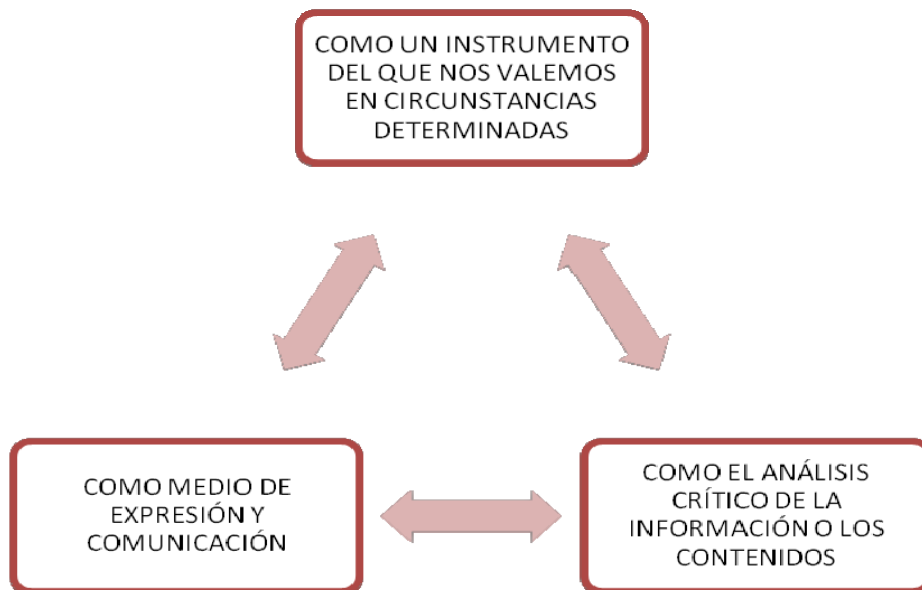 COMO UN INSTRUMENTO
DEL QUE NOS VALEMOS
EN CIRCUNSTANCIAS
DETERMINADAS
COMO MEDIO DE
EXPRESIÓN Y
COMUNICACIÓN
COMO EL ANÁLISIS
CRÍTICO DE LA
INFORMACIÓN O LOS
CONTENIDOS